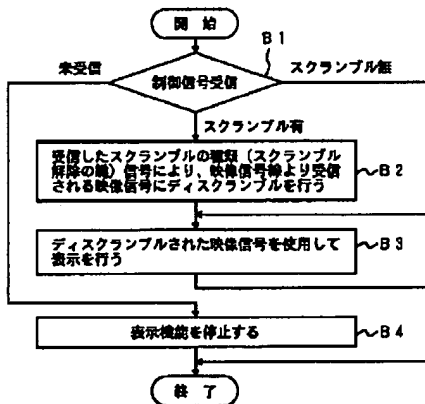 開始
B1
未受信
制御信号受信
スクランブル無
スクランブル有
受信したスクランブルの種類（スクランブル
解除の鍵）信号により、映像信号線より受信
される映像信号にディスクランブルを行う
B2
ディスクランブルされた映像信号を使用して
表示を行う
B3
表示機能を停止する
B4
終了